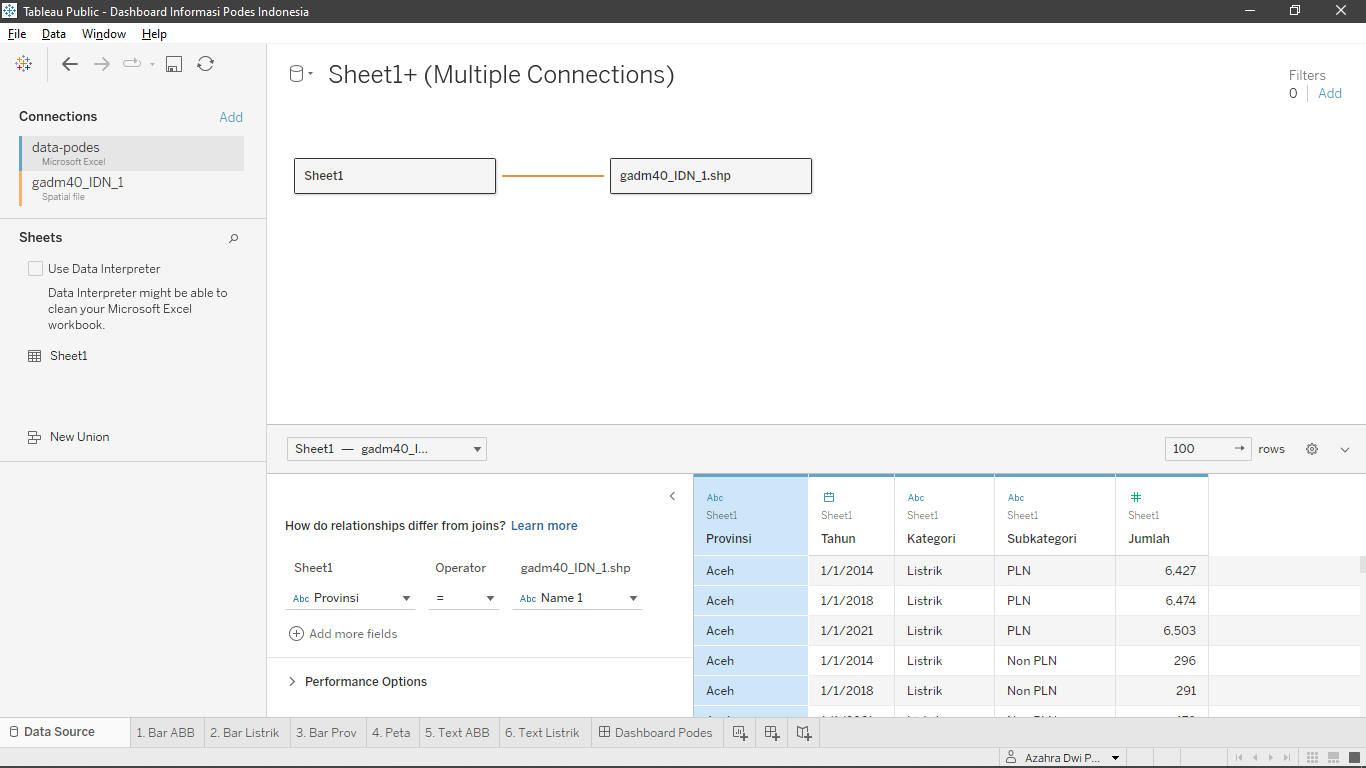 Tableau Public - Dashboard Informasi Podes Indonesia
File Data Window Help
Connections Add
data-podes
Microsoft Excel
gadm40_IDN_1
Spatial file
Sheets
Use Data Interpreter
Data Interpreter might be able to
clean your Microsoft Excel
workbook.
Sheet1
New Union
Sheet1+ (Multiple Connections)
Filters
0 Add
Sheet1
gadm40_IDN_1.shp
Sheet1 — gadm40_I...
100 rows
How do relationships differ from joins? Learn more
Sheet1 Operator gadm40_IDN_1.shp
Abc Provinsi = Abc Name 1
Add more fields
Performance Options
Abc Abc Abc #
Sheet1 Sheet1 Sheet1 Sheet1 Sheet1
Provinsi Tahun Kategori Subkategori Jumlah
Aceh 1/1/2014 Listrik PLN 6,427
Aceh 1/1/2018 Listrik PLN 6,474
Aceh 1/1/2021 Listrik PLN 6,503
Aceh 1/1/2014 Listrik Non PLN 296
Aceh 1/1/2018 Listrik Non PLN 291
Data Source 1. Bar ABB 2. Bar Listrik 3. Bar Prov 4. Peta 5. Text ABB 6. Text Listrik Dashboard Podes
Azahra Dwi P...